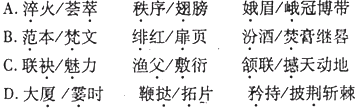 A. 淬火/荟萃 秩序/翅膀 娥眉/峨冠博带
B. 范本/梵文 绯红/扉页 汾酒/焚膏继晷
C. 联袂/魅力 渔父/敷衍 颌联/撼天动地
D. 大厦/霎时 鞭挞/拓片 矜持/披荆斩棘